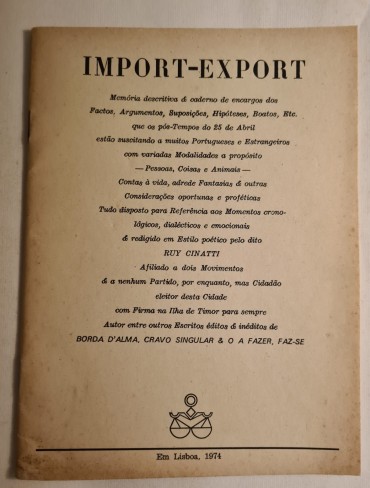 IMPORT-EXPORT
Memória descritiva & caderno de encargos dos
Factos, Argumentos, Suposições, Hipóteses, Boatos, Etc.
que os pós-Tempos do 25 de Abril
estão suscitando a muitos Portugueses e Estrangeiros
com variadas Modalidades a propósito
— Pessoas, Coisas e Animais —
Contas à vida, adrede Fantasias & outras
Considerações oportunas e proféticas
Tudo disposto para Referência aos Momentos crono-
lógicos, dialécticos e emocionais
& redigido em Estilo poético pelo dito
RUY CINATTI
Afiliado a dois Movimentos
& a nenhum Partido, por enquanto, mas Cidadão
eleitor desta Cidade
com Firma na Ilha de Timor para sempre
Autor entre outros Escritos éditos & inéditos de
BORDA D'ALMA, CRAVO SINGULAR & O A FAZER, FAZ-SE
Em Lisboa, 1974